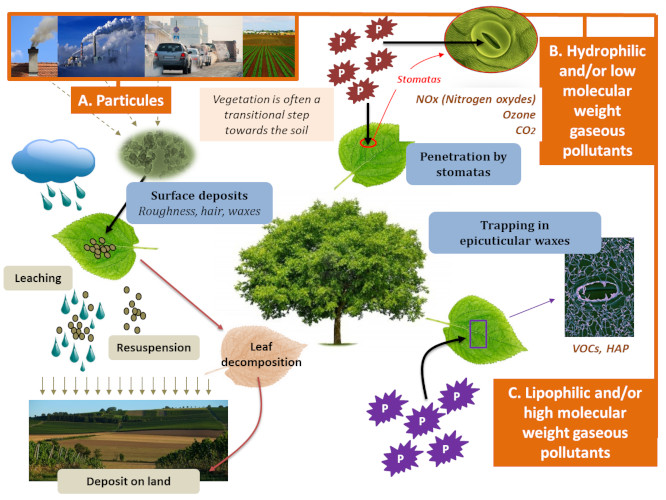 A. Particules
Vegetation is often a
transitional step
towards the soil
P
P
P
P
P
Stomatas
NOx (Nitrogen oxydes)
Ozone
CO2
B. Hydrophilic
and/or low
molecular
weight
gaseous
pollutants
Penetration by
stomatas
Surface deposits
Roughness, hair, waxes
Trapping in
epicuticular waxes
Leaching
Resuspension
Leaf
decomposition
VOCs, HAP
P
P
P
P
P
C. Lipophilic and/or
high molecular
weight gaseous
pollutants
Deposit on land